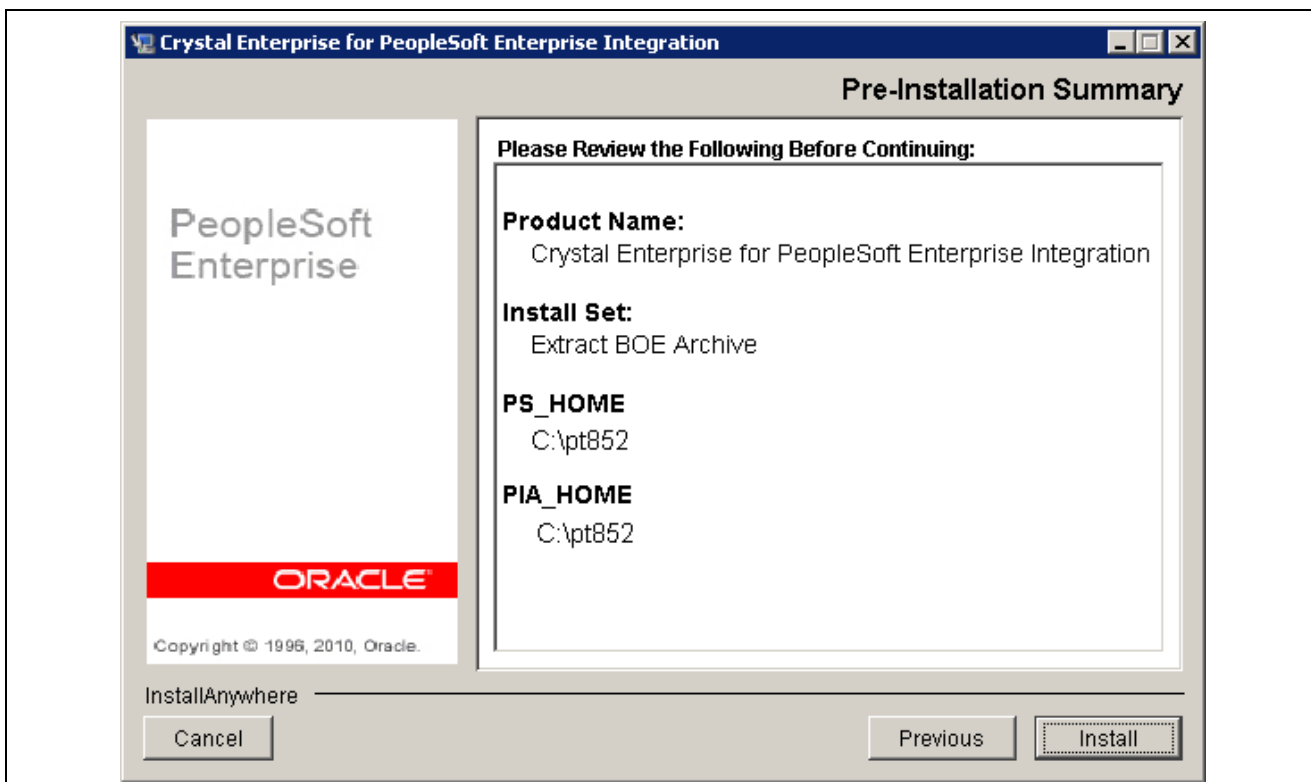 Crystal Enterprise for PeopleSoft Enterprise Integration
Pre-Installation Summary
PeopleSoft
Enterprise
ORACLE
Copyright © 1996, 2010, Oracle.
Please Review the Following Before Continuing:
Product Name:
Crystal Enterprise for PeopleSoft Enterprise Integration
Install Set:
Extract BOE Archive
PS_HOME
C:\pt852
PIA_HOME
C:\pt852
InstallAnywhere
Cancel
Previous
Install